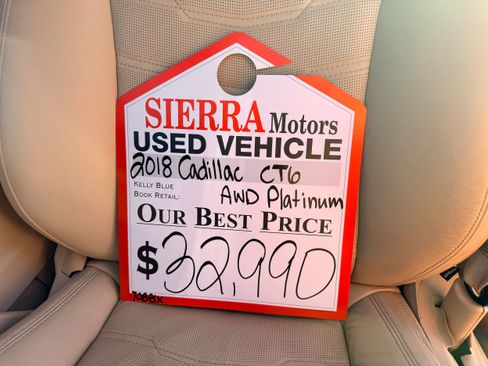 SIERRA Motors
USED VEHICLE
2018 Cadillac CT6
KELLY BLUE
BOOK RETAIL:
AWD Platinum
OUR BEST PRICE
$32,990